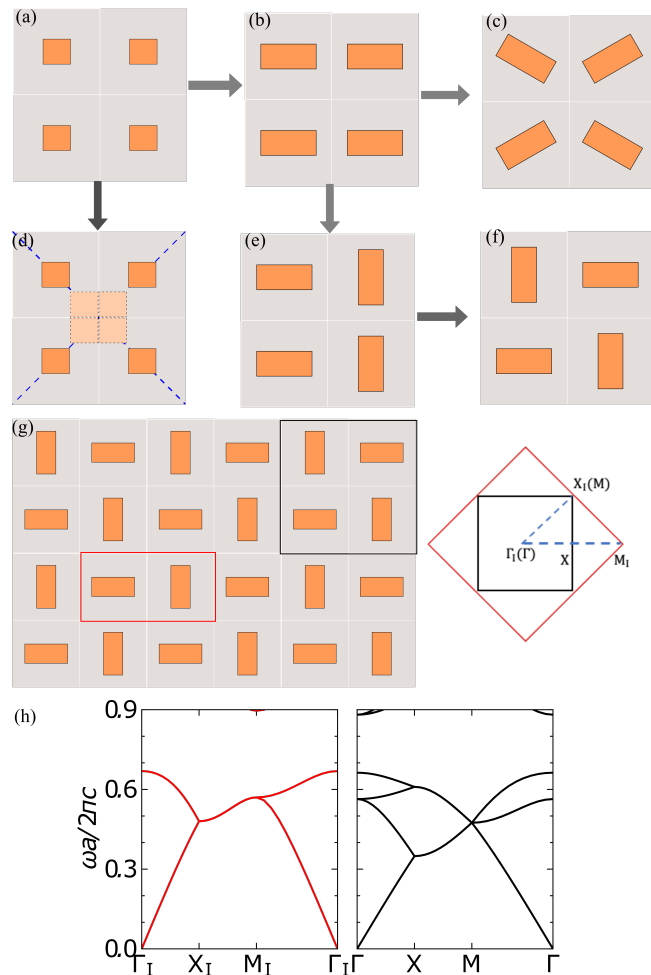 (a)
(b)
(c)
(d)
(e)
(f)
(g)
X_I(M)
Γ_I(Γ)
X
M_I
(h)
ωa/2πc
0.9
0.6
0.3
0.0
Γ_I
X_I
M_I
Γ_I
Γ
X
M
Γ